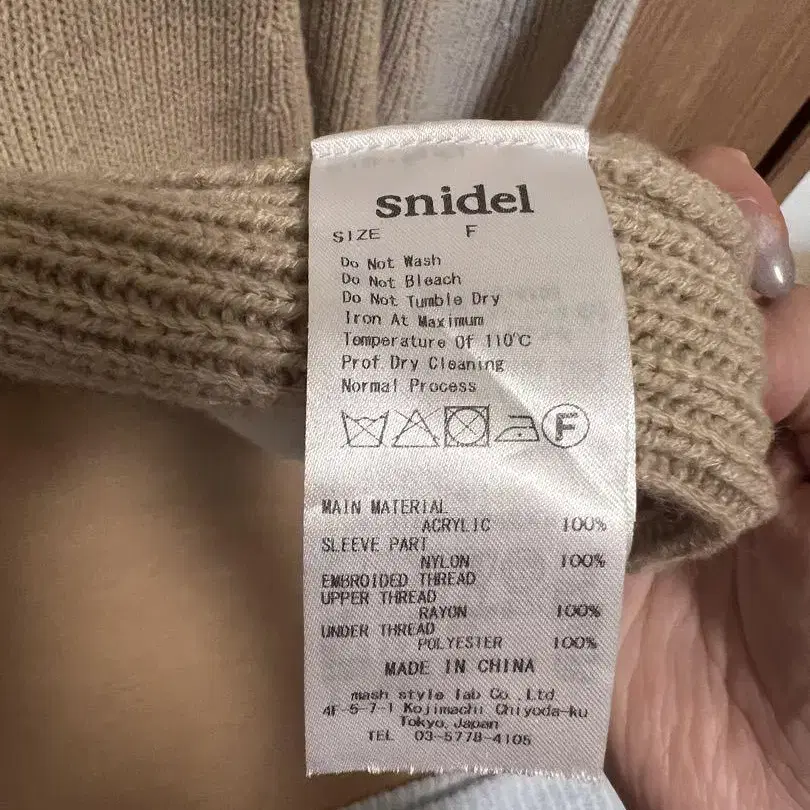 snidel
SIZE F
Do Not Wash
Do Not Bleach
Do Not Tumble Dry
Iron At Maximum
Temperature Of 110°C
Prof.Dry Cleaning
Normal Process
F
MAIN MATERIAL
ACRYLIC 100%
SLEEVE PART
NYLON 100%
EMBROIDED THREAD
UPPER THREAD
RAYON 100%
UNDER THREAD
POLYESTER 100%
MADE IN CHINA
mash style lab Co. Ltd
4F 5-7-1 Kojimachi Chiyoda-ku
Tokyo, Japan
TEL 03-5778-4105